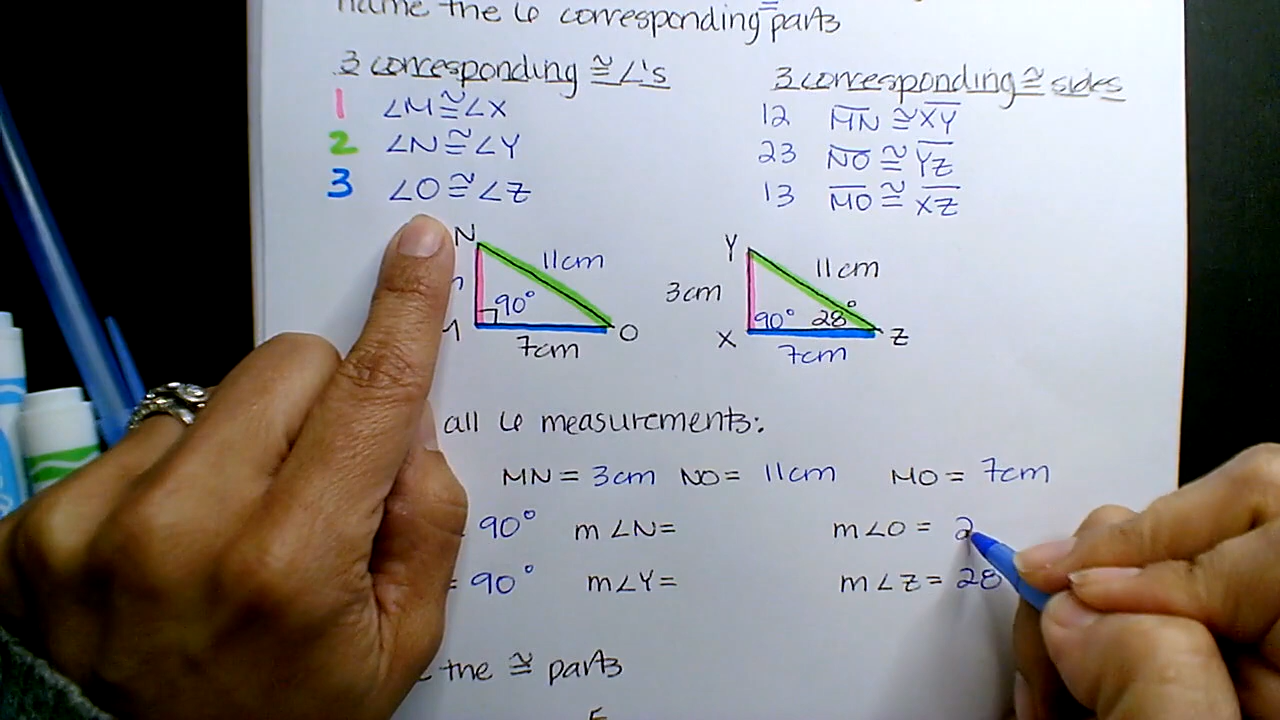 name the 6 corresponding ≅ parts
3 corresponding ≅ ∠'s
3 corresponding ≅ sides
1 ∠M ≅ ∠X
12 MN ≅ XY
2 ∠N ≅ ∠Y
23 NO ≅ YZ
3 ∠O ≅ ∠Z
13 MO ≅ XZ
N
11cm
90°
O
7cm
Y
11cm
3cm
90° 28°
X
Z
7cm
all 6 measurements:
MN = 3cm NO = 11cm MO = 7cm
90° m∠N= m∠O = 2
= 90° m∠Y= m∠Z = 28
the ≅ parts